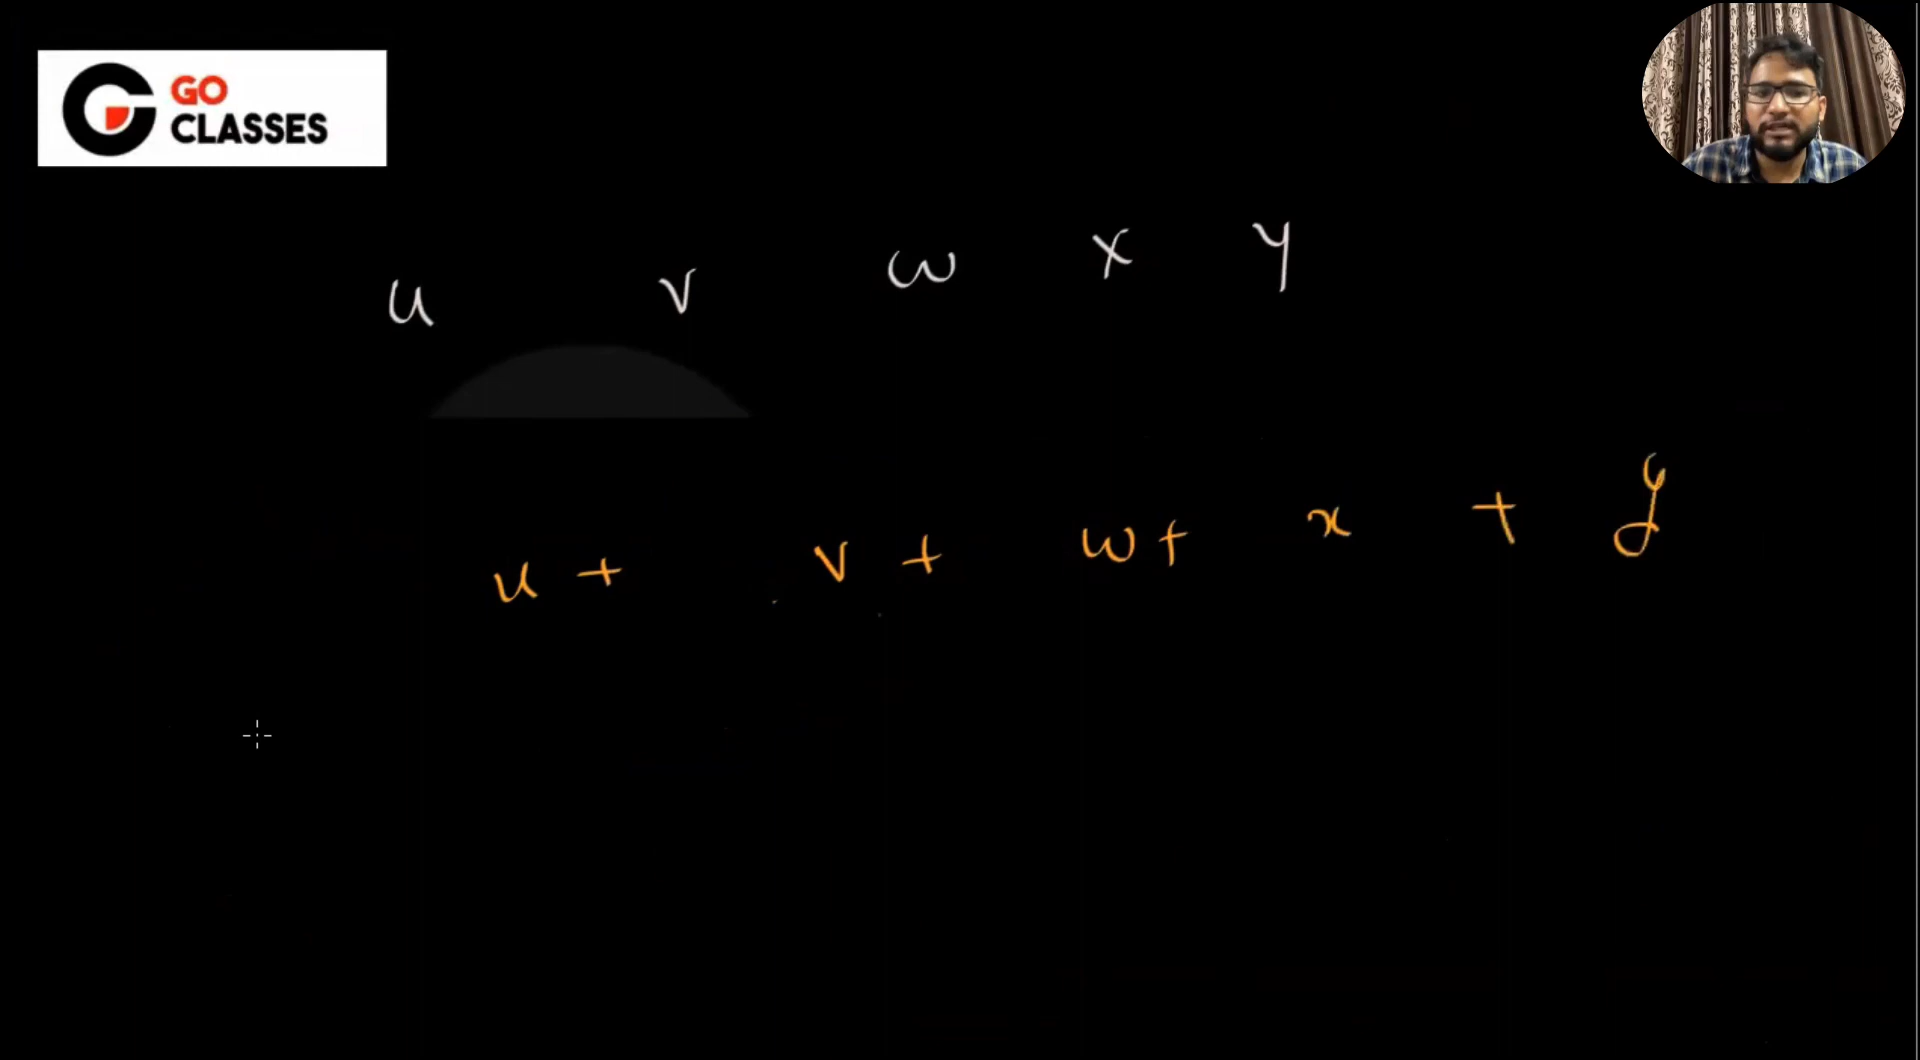 GO
CLASSES
u v w x y
u + v + w + x + y